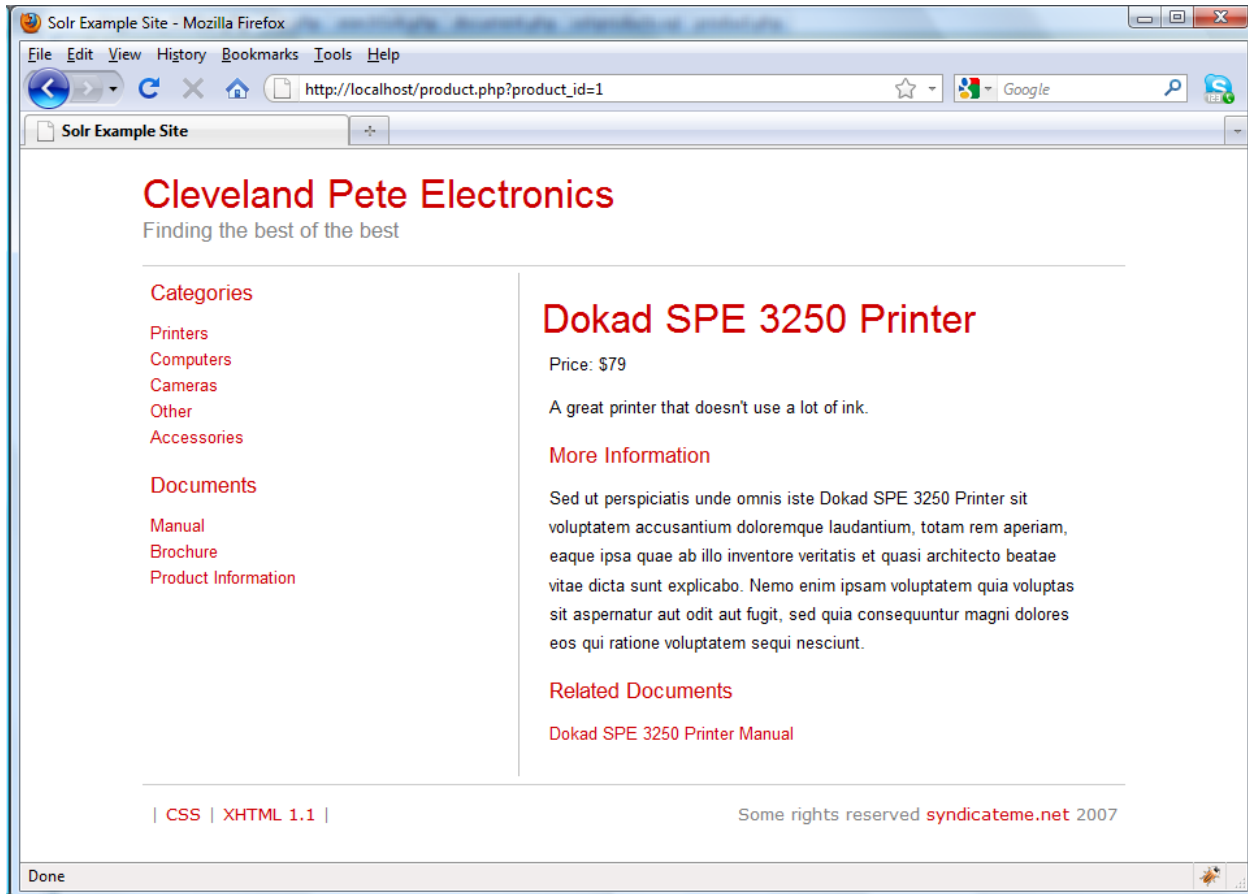 Solr Example Site - Mozilla Firefox
File Edit View History Bookmarks Tools Help
http://localhost/product.php?product_id=1
Google
Solr Example Site
Cleveland Pete Electronics
Finding the best of the best
Categories
Printers
Computers
Cameras
Other
Accessories
Documents
Manual
Brochure
Product Information
Dokad SPE 3250 Printer
Price: $79
A great printer that doesn't use a lot of ink.
More Information
Sed ut perspiciatis unde omnis iste Dokad SPE 3250 Printer sit
voluptatem accusantium doloremque laudantium, totam rem aperiam,
eaque ipsa quae ab illo inventore veritatis et quasi architecto beatae
vitae dicta sunt explicabo. Nemo enim ipsam voluptatem quia voluptas
sit aspernatur aut odit aut fugit, sed quia consequuntur magni dolores
eos qui ratione voluptatem sequi nesciunt.
Related Documents
Dokad SPE 3250 Printer Manual
| CSS | XHTML 1.1 |
Some rights reserved syndicateme.net 2007
Done